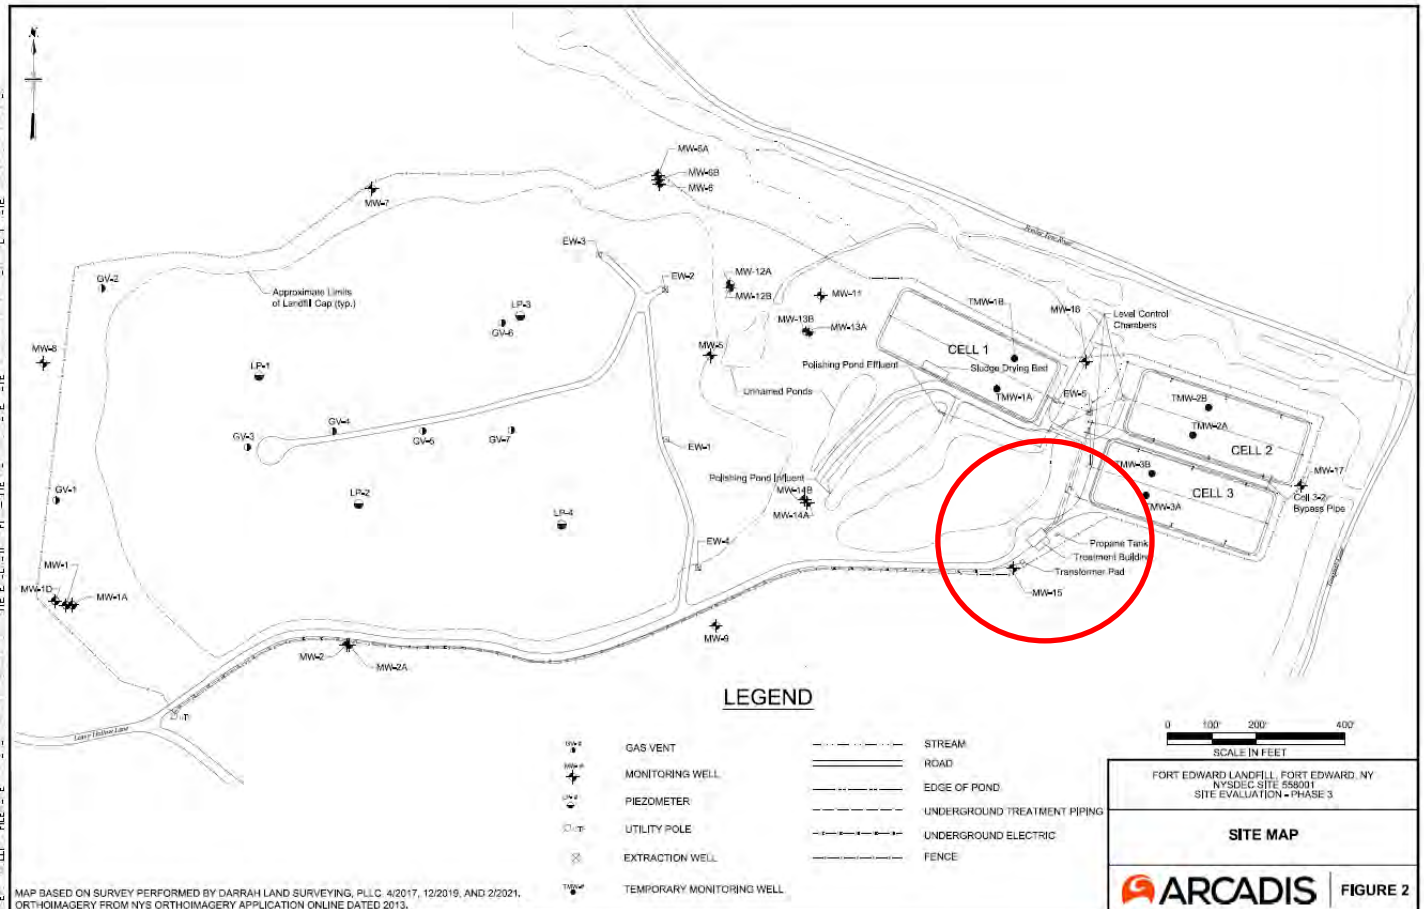 N
MW-6A
MW-6B
MW-6
MW-7
EW-3
EW-2
MW-12A
MW-12B
MW-11
GV-2
Approximate Limits
of Landfill Cap (typ.)
LP-3
GV-6
MW-13B
MW-13A
TMW-1B
MW-16
Level Control
Chambers
MW-8
MW-5
CELL 1
Polishing Pond Effluent
Sludge Drying Bed
LP-1
Unnamed Ponds
TMW-1A
EW-5
TMW-2B
TMW-2A
GV-4
GV-3
GV-5
GV-7
EW-1
CELL 2
TMW-3B
MW-17
Polishing Pond Influent
GV-1
LP-2
MW-14B
MW-14A
CELL 3
TMW-3A
Cell 3-2
Bypass Pipe
LP-4
EW-4
Propane Tank
Treatment Building
Transformer Pad
MW-1
MW-1D
MW-1A
MW-15
MW-9
MW-2
MW-2A
Leavy Hollow Lane
LEGEND
GAS VENT
MONITORING WELL
PIEZOMETER
UTILITY POLE
EXTRACTION WELL
TEMPORARY MONITORING WELL
STREAM
ROAD
EDGE OF POND
UNDERGROUND TREATMENT PIPING
UNDERGROUND ELECTRIC
FENCE
0 100' 200' 400'
SCALE IN FEET
FORT EDWARD LANDFILL, FORT EDWARD, NY
NYSDEC SITE 558001
SITE EVALUATION - PHASE 3
SITE MAP
ARCADIS
FIGURE 2
MAP BASED ON SURVEY PERFORMED BY DARRAH LAND SURVEYING, PLLC 4/2017, 12/2019, AND 2/2021.
ORTHOIMAGERY FROM NYS ORTHOIMAGERY APPLICATION ONLINE DATED 2013.